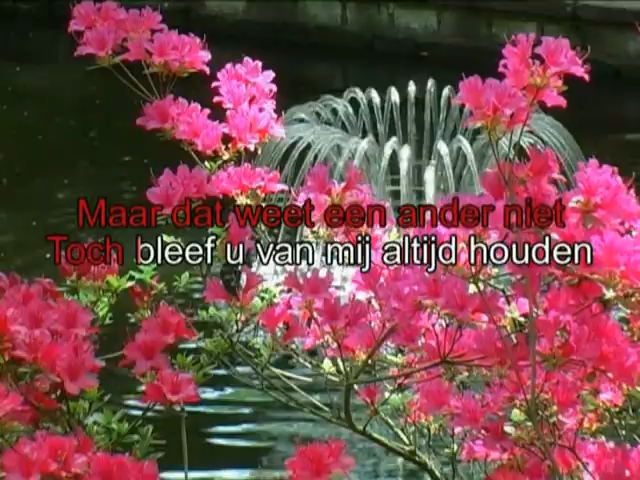 Maar dat weet een ander niet
Toch bleef u van mij altijd houden